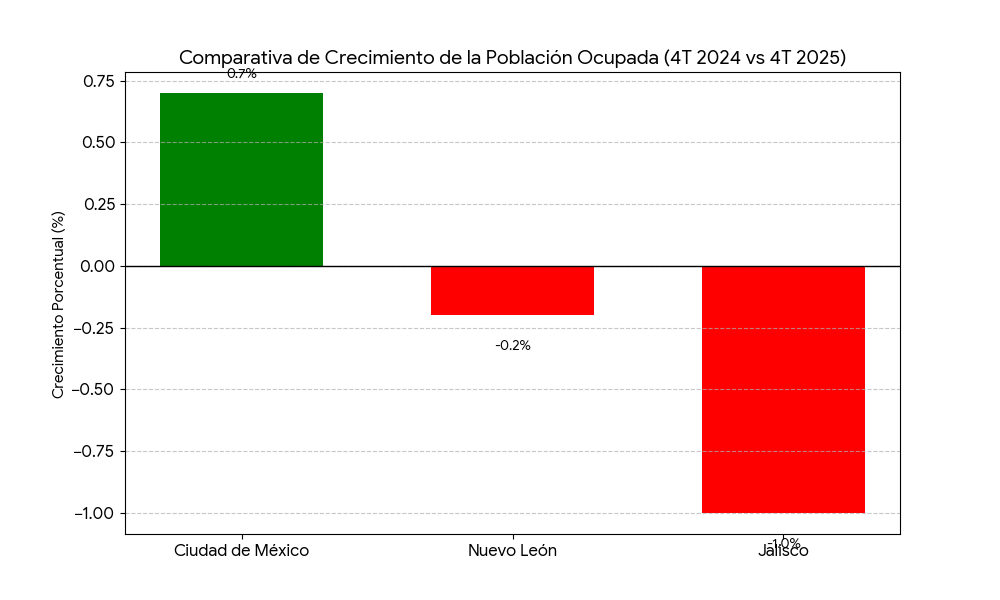 Comparativa de Crecimiento de la Población Ocupada (4T 2024 vs 4T 2025)
0.7%
0.75
0.50
0.25
0.00
−0.25
−0.50
−0.75
−1.00
Crecimiento Porcentual (%)
-0.2%
-1.0%
Ciudad de México
Nuevo León
Jalisco